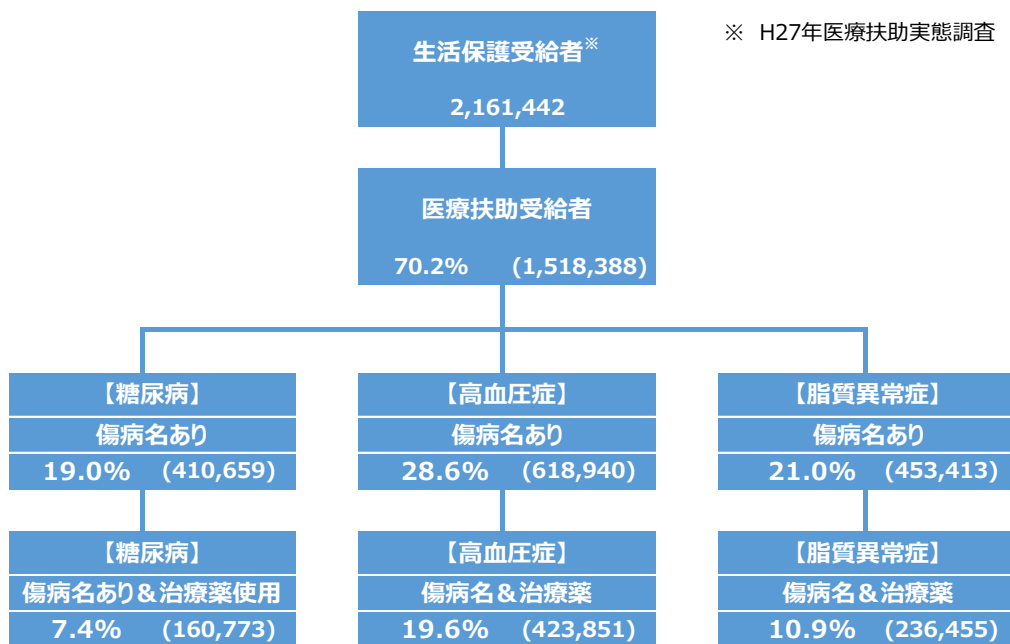 ※ H27年医療扶助実態調査
生活保護受給者※
2,161,442
医療扶助受給者
70.2% (1,518,388)
【糖尿病】
傷病名あり
19.0% (410,659)
【高血圧症】
傷病名あり
28.6% (618,940)
【脂質異常症】
傷病名あり
21.0% (453,413)
【糖尿病】
傷病名あり&治療薬使用
7.4% (160,773)
【高血圧症】
傷病名&治療薬
19.6% (423,851)
【脂質異常症】
傷病名&治療薬
10.9% (236,455)